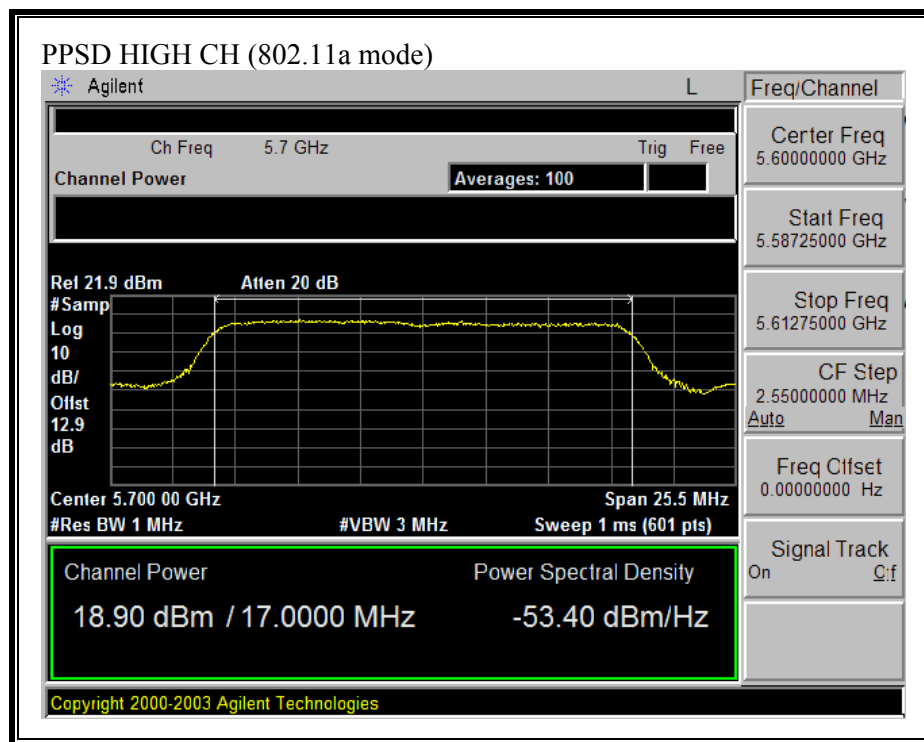 PPSD HIGH CH (802.11a mode)
Agilent L
Freq/Channel
Ch Freq 5.7 GHz Trig Free
Channel Power Averages: 100
Ref 21.9 dBm Atten 20 dB
#Samp
Log
10
dB/
Offst
12.9
dB
Center 5.700 00 GHz Span 25.5 MHz
#Res BW 1 MHz #VBW 3 MHz Sweep 1 ms (601 pts)
Channel Power Power Spectral Density
18.90 dBm / 17.0000 MHz -53.40 dBm/Hz
Copyright 2000-2003 Agilent Technologies
Center Freq
5.60000000 GHz
Start Freq
5.58725000 GHz
Stop Freq
5.61275000 GHz
CF Step
2.55000000 MHz
Auto Man
Freq Offset
0.00000000 Hz
Signal Track
On Off